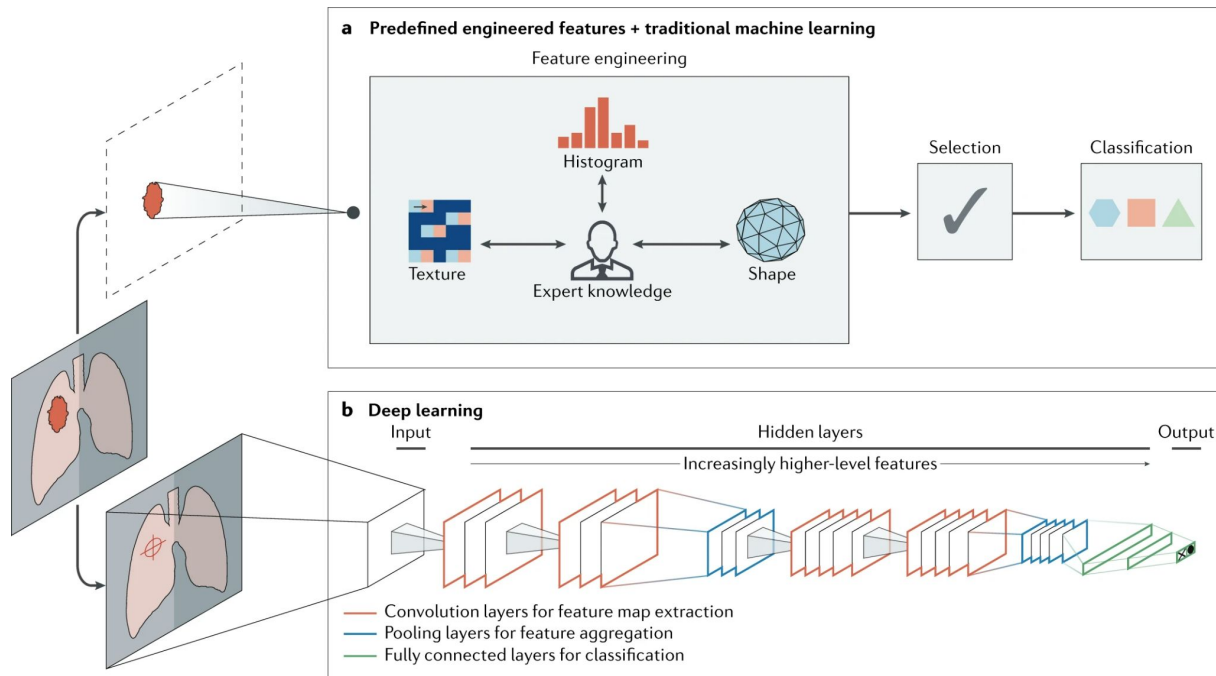 a Predefined engineered features + traditional machine learning
Feature engineering
Histogram
Texture
Expert knowledge
Shape
Selection
Classification
b Deep learning
Input
Hidden layers
Output
Increasingly higher-level features
Convolution layers for feature map extraction
Pooling layers for feature aggregation
Fully connected layers for classification